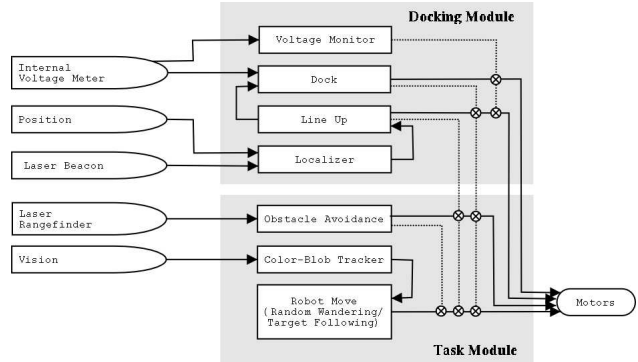 Docking Module
Voltage Monitor
Internal
Voltage Meter
Dock
Position
Line Up
Laser Beacon
Localizer
Laser
Rangefinder
Obstacle Avoidance
Vision
Color-Blob Tracker
Robot Move
(Random Wandering/
Target Following)
Motors
Task Module